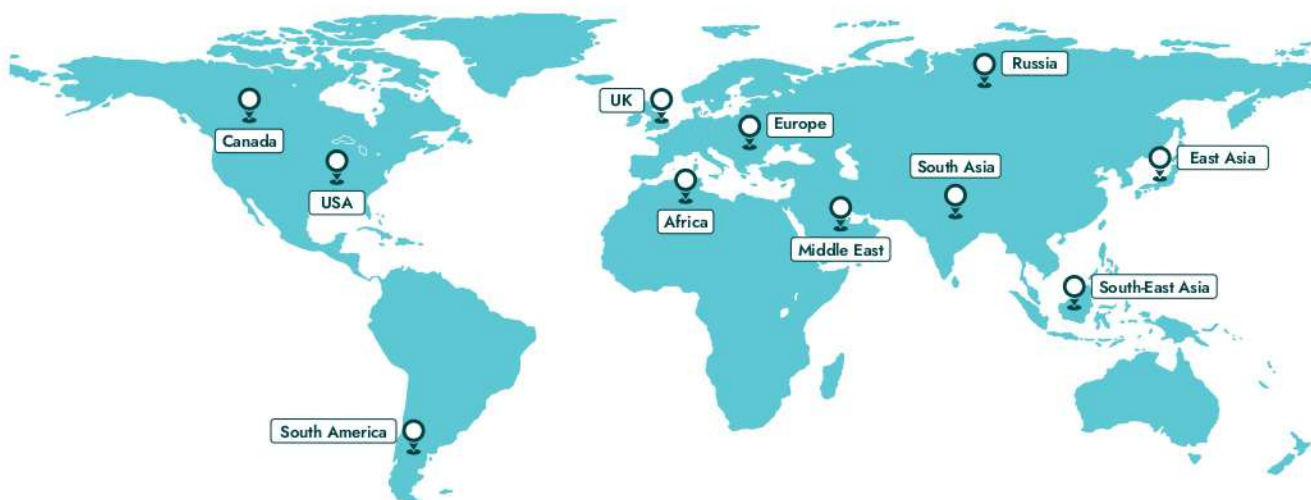 Russia
UK
Europe
Canada
East Asia
South Asia
USA
Africa
Middle East
South-East Asia
South America